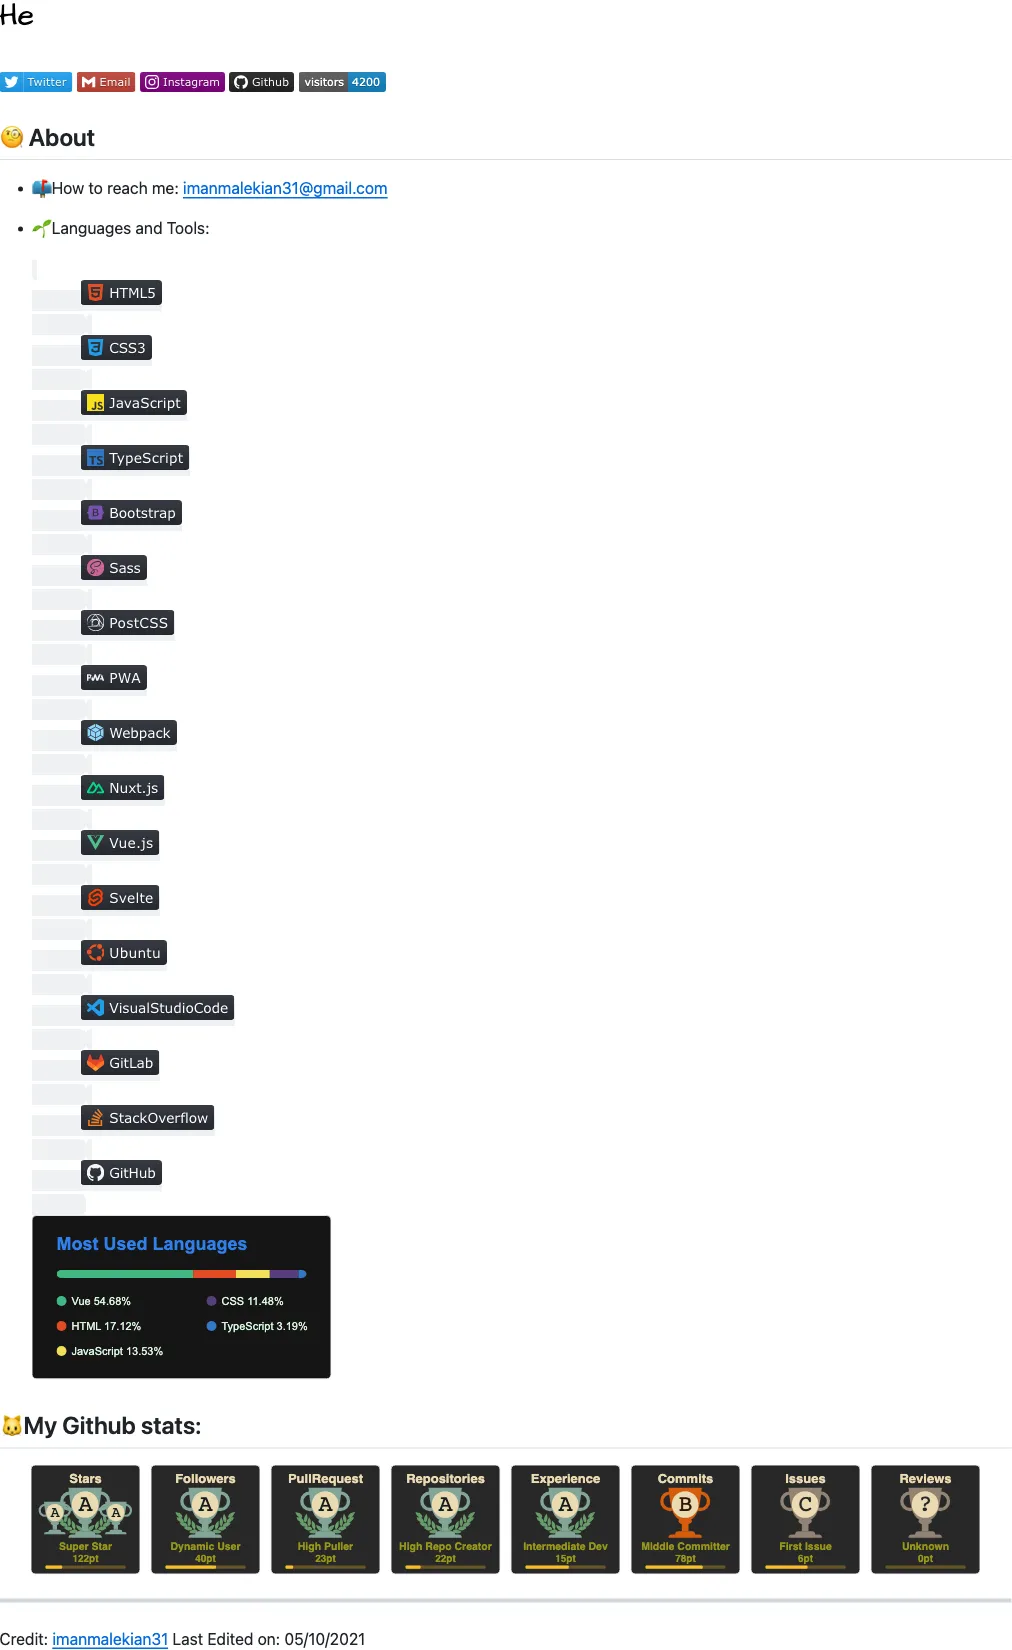 He
Twitter Email Instagram Github visitors 4200
About
How to reach me: imanmalekian31@gmail.com
Languages and Tools:
HTML5
CSS3
JS JavaScript
TS TypeScript
B Bootstrap
Sass
PostCSS
PWA PWA
Webpack
Nuxt.js
Vue.js
Svelte
Ubuntu
VisualStudioCode
GitLab
StackOverflow
GitHub
Most Used Languages
Vue 54.68% CSS 11.48%
HTML 17.12% TypeScript 3.19%
JavaScript 13.53%
My Github stats:
Stars Followers PullRequest Repositories Experience Commits Issues Reviews
A A A A A A A B C ?
Super Star Dynamic User High Puller High Repo Creator Intermediate Dev Middle Committer First Issue Unknown
122pt 40pt 23pt 22pt 15pt 78pt 6pt 0pt
Credit: imanmalekian31 Last Edited on: 05/10/2021